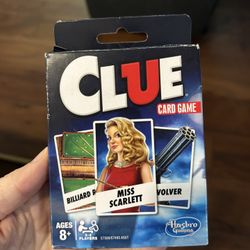 CLUE
CARD GAME
BILLIARD
MISS
SCARLETT
VOLVER
AGES
8+
PLAYERS
Hasbro
Gaming